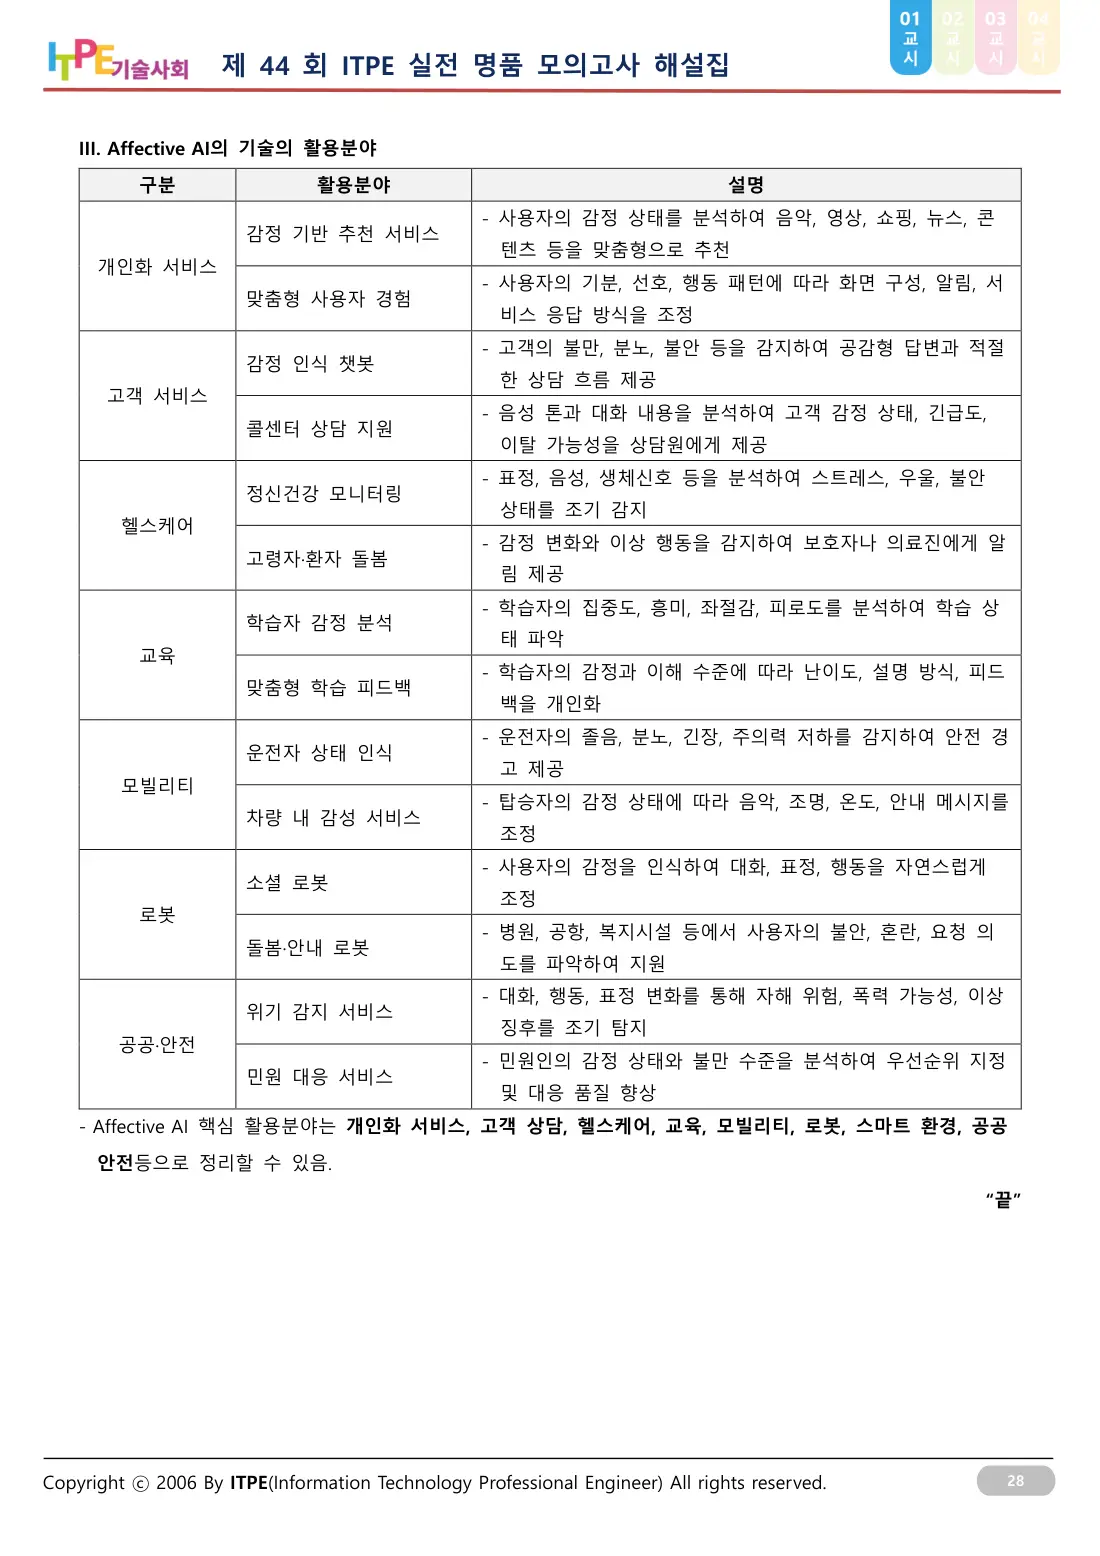 ITPE기술사회
제 44 회 ITPE 실전 명품 모의고사 해설집
01 교 시
02 교 시
03 교 시
04 교 시
III. Affective AI의 기술의 활용분야
구분 활용분야 설명
개인화 서비스
감정 기반 추천 서비스
- 사용자의 감정 상태를 분석하여 음악, 영상, 쇼핑, 뉴스, 콘
텐츠 등을 맞춤형으로 추천
맞춤형 사용자 경험
- 사용자의 기분, 선호, 행동 패턴에 따라 화면 구성, 알림, 서
비스 응답 방식을 조정
고객 서비스
감정 인식 챗봇
- 고객의 불만, 분노, 불안 등을 감지하여 공감형 답변과 적절
한 상담 흐름 제공
콜센터 상담 지원
- 음성 톤과 대화 내용을 분석하여 고객 감정 상태, 긴급도,
이탈 가능성을 상담원에게 제공
헬스케어
정신건강 모니터링
- 표정, 음성, 생체신호 등을 분석하여 스트레스, 우울, 불안
상태를 조기 감지
고령자·환자 돌봄
- 감정 변화와 이상 행동을 감지하여 보호자나 의료진에게 알
림 제공
교육
학습자 감정 분석
- 학습자의 집중도, 흥미, 좌절감, 피로도를 분석하여 학습 상
태 파악
맞춤형 학습 피드백
- 학습자의 감정과 이해 수준에 따라 난이도, 설명 방식, 피드
백을 개인화
모빌리티
운전자 상태 인식
- 운전자의 졸음, 분노, 긴장, 주의력 저하를 감지하여 안전 경
고 제공
차량 내 감성 서비스
- 탑승자의 감정 상태에 따라 음악, 조명, 온도, 안내 메시지를
조정
로봇
소셜 로봇
- 사용자의 감정을 인식하여 대화, 표정, 행동을 자연스럽게
조정
돌봄·안내 로봇
- 병원, 공항, 복지시설 등에서 사용자의 불안, 혼란, 요청 의
도를 파악하여 지원
공공·안전
위기 감지 서비스
- 대화, 행동, 표정 변화를 통해 자해 위험, 폭력 가능성, 이상
징후를 조기 탐지
민원 대응 서비스
- 민원인의 감정 상태와 불만 수준을 분석하여 우선순위 지정
및 대응 품질 향상
- Affective AI 핵심 활용분야는 개인화 서비스, 고객 상담, 헬스케어, 교육, 모빌리티, 로봇, 스마트 환경, 공공
안전등으로 정리할 수 있음.
“끝”
Copyright ⓒ 2006 By ITPE(Information Technology Professional Engineer) All rights reserved.
28